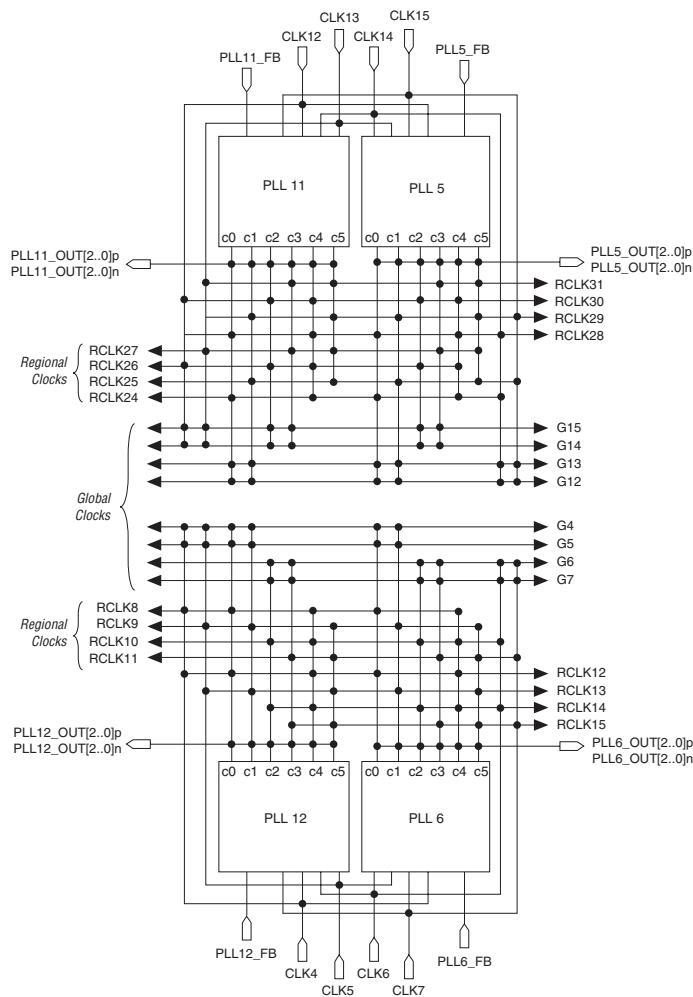 CLK13
CLK15
CLK12
CLK14
PLL11_FB
PLL5_FB
PLL 11
PLL 5
c0 c1 c2 c3 c4 c5
c0 c1 c2 c3 c4 c5
PLL11_OUT[2..0]p
PLL11_OUT[2..0]n
PLL5_OUT[2..0]p
PLL5_OUT[2..0]n
RCLK31
RCLK30
RCLK29
RCLK28
Regional
Clocks
RCLK27
RCLK26
RCLK25
RCLK24
G15
G14
G13
G12
Global
Clocks
G4
G5
G6
G7
Regional
Clocks
RCLK8
RCLK9
RCLK10
RCLK11
RCLK12
RCLK13
RCLK14
RCLK15
PLL12_OUT[2..0]p
PLL12_OUT[2..0]n
PLL6_OUT[2..0]p
PLL6_OUT[2..0]n
c0 c1 c2 c3 c4 c5
c0 c1 c2 c3 c4 c5
PLL 12
PLL 6
PLL12_FB
PLL6_FB
CLK4
CLK6
CLK5
CLK7